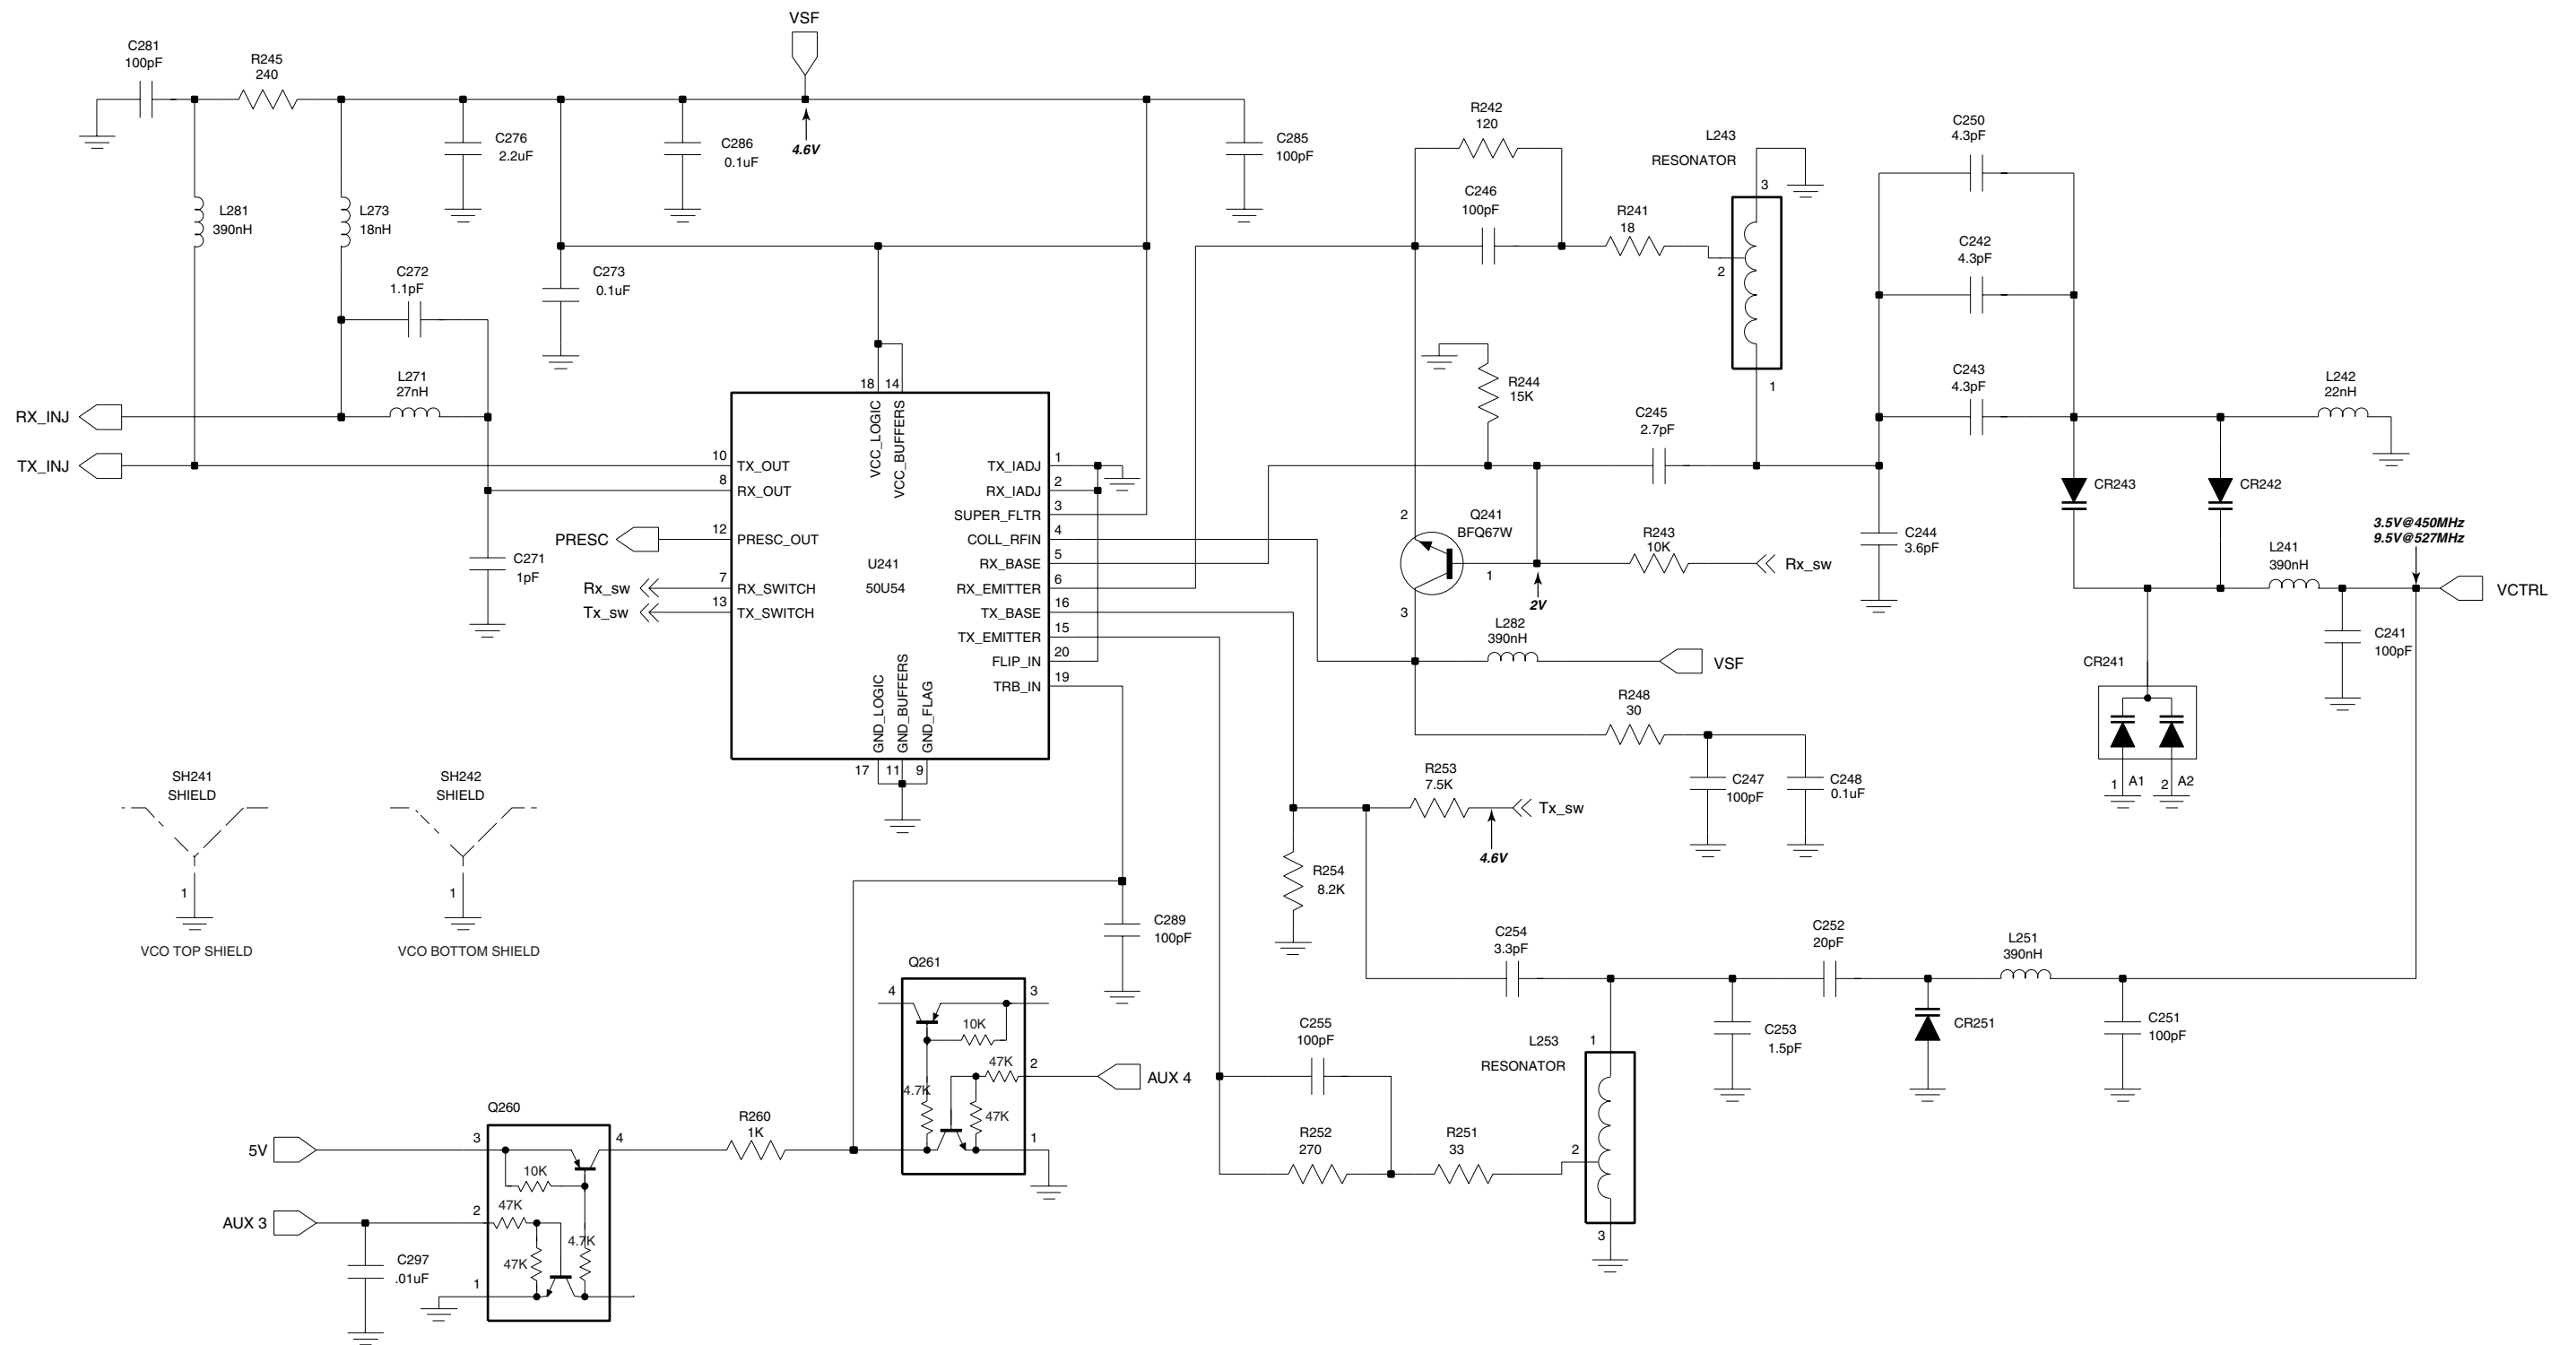 VSF
C281
100pF
R245
240
4.6V
C276
2.2uF
C286
0.1uF
C285
100pF
L281
390nH
L273
18nH
C272
1.1pF
C273
0.1uF
L271
27nH
RX_INJ
TX_INJ
C271
1pF
18
14
VCC_LOGIC
VCC_BUFFERS
10
TX_OUT
8
RX_OUT
PRESC
12
PRESC_OUT
Rx_sw
7
RX_SWITCH
Tx_sw
13
TX_SWITCH
U241
50U54
TX_IADJ
1
RX_IADJ
2
SUPER_FLTR
3
COLL_RFIN
4
RX_BASE
5
RX_EMITTER
6
TX_BASE
16
TX_EMITTER
15
FLIP_IN
20
TRB_IN
19
GND_LOGIC
GND_BUFFERS
GND_FLAG
17
11
9
R242
120
C246
100pF
R241
18
L243
RESONATOR
3
2
1
R244
15K
C245
2.7pF
2
Q241
BFQ67W
1
3
R243
10K
Rx_sw
2V
L282
390nH
VSF
R248
30
C247
100pF
C248
0.1uF
C250
4.3pF
C242
4.3pF
C243
4.3pF
C244
3.6pF
L242
22nH
CR243
CR242
3.5V@450MHz
9.5V@527MHz
L241
390nH
VCTRL
C241
100pF
CR241
1
A1
2
A2
R253
7.5K
Tx_sw
4.6V
R254
8.2K
C254
3.3pF
C252
20pF
L251
390nH
C253
1.5pF
CR251
C251
100pF
C255
100pF
L253
RESONATOR
1
2
3
R252
270
R251
33
SH241
SHIELD
1
VCO TOP SHIELD
SH242
SHIELD
1
VCO BOTTOM SHIELD
C289
100pF
Q261
4
3
10K
47K
2
AUX 4
4.7K
47K
1
Q260
5V
3
4
10K
R260
1K
AUX 3
2
47K
4.7K
47K
1
C297
.01uF